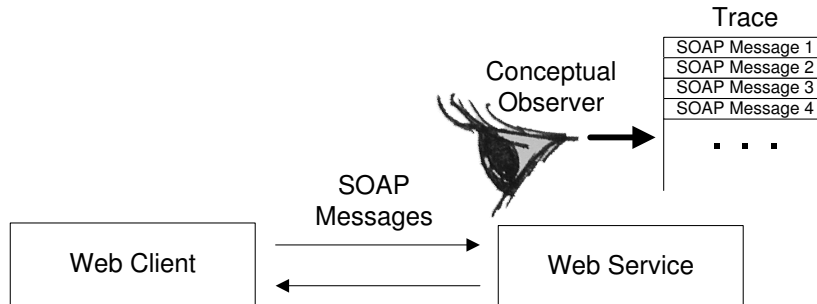 Trace
SOAP Message 1
SOAP Message 2
SOAP Message 3
SOAP Message 4
. . .
Conceptual
Observer
SOAP
Messages
Web Client
Web Service